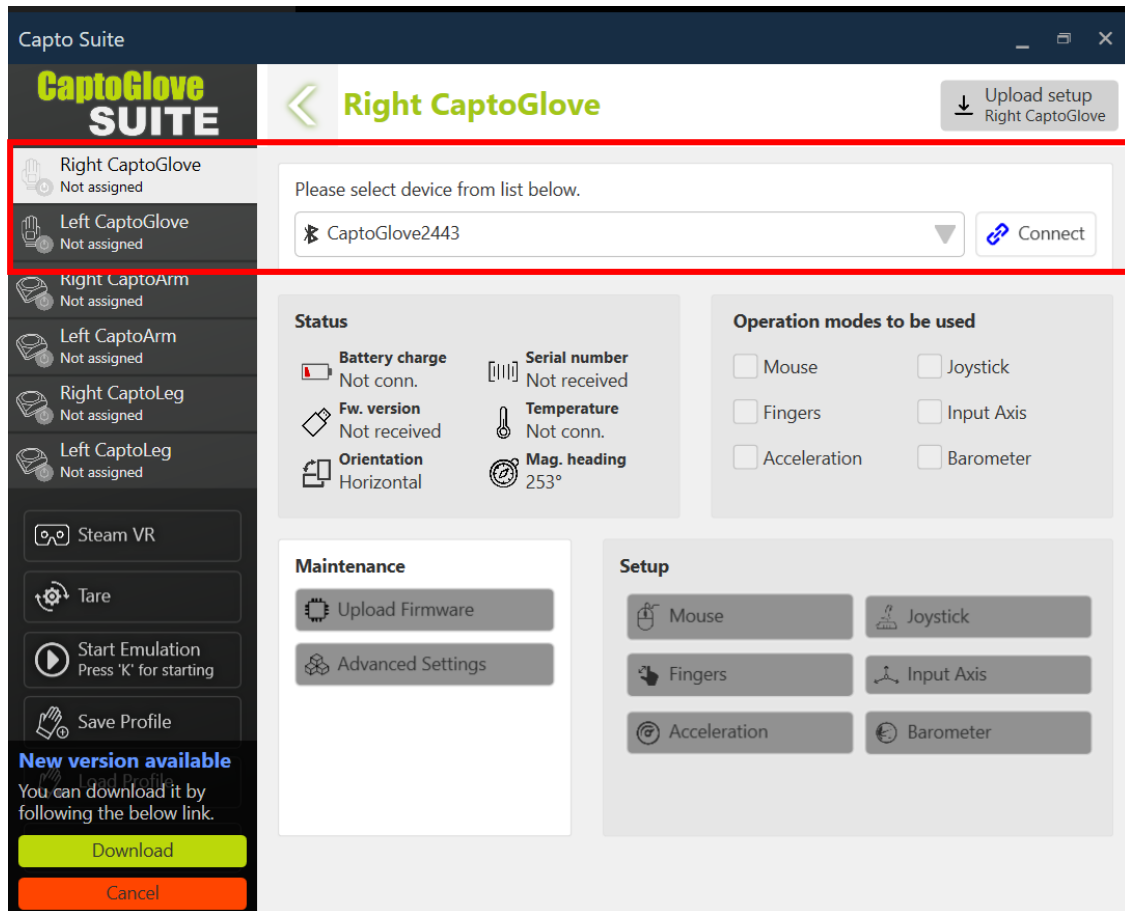 Capto Suite
CaptoGlove
SUITE
Right CaptoGlove
Upload setup
Right CaptoGlove
Right CaptoGlove
Not assigned
Left CaptoGlove
Not assigned
Right CaptoArm
Not assigned
Left CaptoArm
Not assigned
Right CaptoLeg
Not assigned
Left CaptoLeg
Not assigned
Steam VR
Tare
Start Emulation
Press 'K' for starting
Save Profile
Load Profile
New version available
You can download it by
following the below link.
Download
Cancel
Please select device from list below.
CaptoGlove2443
Connect
Status
Battery charge
Not conn.
Serial number
Not received
Fw. version
Not received
Temperature
Not conn.
Orientation
Horizontal
Mag. heading
253°
Operation modes to be used
Mouse
Joystick
Fingers
Input Axis
Acceleration
Barometer
Maintenance
Upload Firmware
Advanced Settings
Setup
Mouse
Joystick
Fingers
Input Axis
Acceleration
Barometer